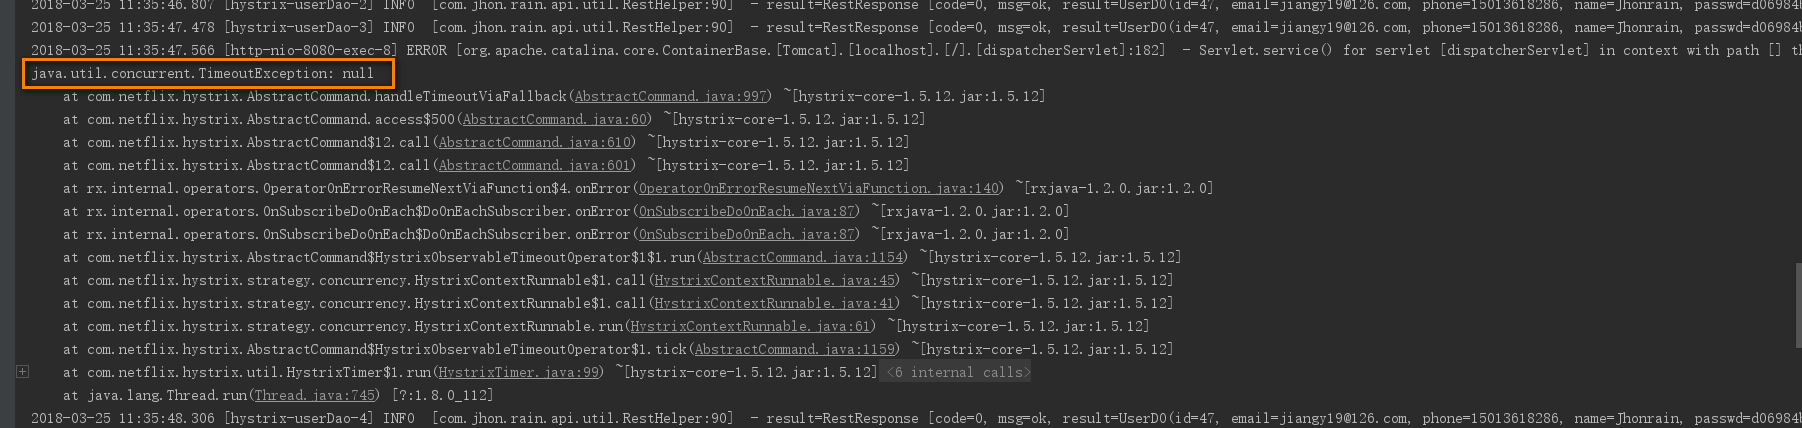 2018-03-25 11:35:46.807 [hystrix-userDao-2] INFO  [com.jhon.rain.api.util.RestHelper:90]  - result=RestResponse [code=0, msg=ok, result=UserDO(id=47, email=jiangy19@126.com, phone=15013618286, name=Jhonrain, passwd=d06984b
2018-03-25 11:35:47.478 [hystrix-userDao-3] INFO  [com.jhon.rain.api.util.RestHelper:90]  - result=RestResponse [code=0, msg=ok, result=UserDO(id=47, email=jiangy19@126.com, phone=15013618286, name=Jhonrain, passwd=d06984b
2018-03-25 11:35:47.566 [http-nio-8080-exec-8] ERROR [org.apache.catalina.core.ContainerBase.[Tomcat].[localhost].[/].[dispatcherServlet]:182]  - Servlet.service() for servlet [dispatcherServlet] in context with path [] th
java.util.concurrent.TimeoutException: null
at com.netflix.hystrix.AbstractCommand.handleTimeoutViaFallback(AbstractCommand.java:997) ~[hystrix-core-1.5.12.jar:1.5.12]
at com.netflix.hystrix.AbstractCommand.access$500(AbstractCommand.java:60) ~[hystrix-core-1.5.12.jar:1.5.12]
at com.netflix.hystrix.AbstractCommand$12.call(AbstractCommand.java:610) ~[hystrix-core-1.5.12.jar:1.5.12]
at com.netflix.hystrix.AbstractCommand$12.call(AbstractCommand.java:601) ~[hystrix-core-1.5.12.jar:1.5.12]
at rx.internal.operators.OperatorOnErrorResumeNextViaFunction$4.onError(OperatorOnErrorResumeNextViaFunction.java:140) ~[rxjava-1.2.0.jar:1.2.0]
at rx.internal.operators.OnSubscribeDoOnEach$DoOnEachSubscriber.onError(OnSubscribeDoOnEach.java:87) ~[rxjava-1.2.0.jar:1.2.0]
at rx.internal.operators.OnSubscribeDoOnEach$DoOnEachSubscriber.onError(OnSubscribeDoOnEach.java:87) ~[rxjava-1.2.0.jar:1.2.0]
at com.netflix.hystrix.AbstractCommand$HystrixObservableTimeoutOperator$1$1.run(AbstractCommand.java:1154) ~[hystrix-core-1.5.12.jar:1.5.12]
at com.netflix.hystrix.strategy.concurrency.HystrixContextRunnable$1.call(HystrixContextRunnable.java:45) ~[hystrix-core-1.5.12.jar:1.5.12]
at com.netflix.hystrix.strategy.concurrency.HystrixContextRunnable$1.call(HystrixContextRunnable.java:41) ~[hystrix-core-1.5.12.jar:1.5.12]
at com.netflix.hystrix.strategy.concurrency.HystrixContextRunnable.run(HystrixContextRunnable.java:61) ~[hystrix-core-1.5.12.jar:1.5.12]
at com.netflix.hystrix.AbstractCommand$HystrixObservableTimeoutOperator$1.tick(AbstractCommand.java:1159) ~[hystrix-core-1.5.12.jar:1.5.12]
at com.netflix.hystrix.util.HystrixTimer$1.run(HystrixTimer.java:99) ~[hystrix-core-1.5.12.jar:1.5.12] <6 internal calls>
at java.lang.Thread.run(Thread.java:745) [?:1.8.0_112]
2018-03-25 11:35:48.306 [hystrix-userDao-4] INFO  [com.jhon.rain.api.util.RestHelper:90]  - result=RestResponse [code=0, msg=ok, result=UserDO(id=47, email=jiangy19@126.com, phone=15013618286, name=Jhonrain, passwd=d06984b